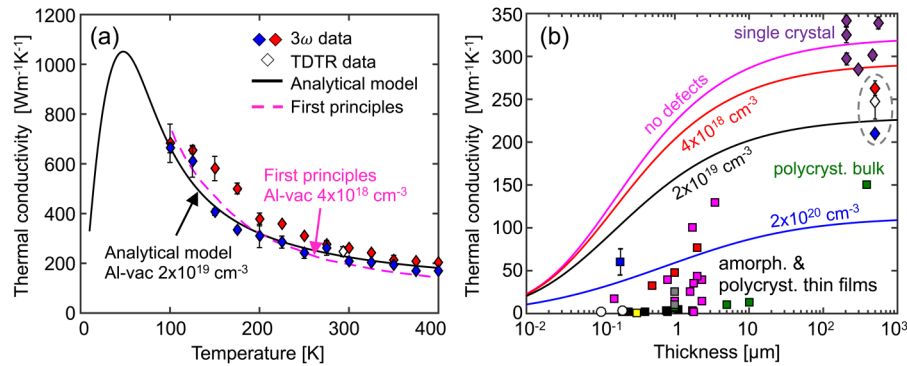 (a)
Thermal conductivity [Wm⁻¹K⁻¹]
1200
1000
800
600
400
200
0
3ω data
TDTR data
Analytical model
First principles
First principles
Al-vac 4x10¹⁸ cm⁻³
Analytical model
Al-vac 2x10¹⁹ cm⁻³
0
100
150
200
250
300
350
400
Temperature [K]
(b)
Thermal conductivity [Wm⁻¹K⁻¹]
350
300
250
200
150
100
50
0
single crystal
no defects
4x10¹⁸ cm⁻³
2x10¹⁹ cm⁻³
polycryst. bulk
2x10²⁰ cm⁻³
amorph. &
polycryst. thin films
10⁻²
10⁻¹
10⁰
10¹
10²
10³
Thickness [µm]